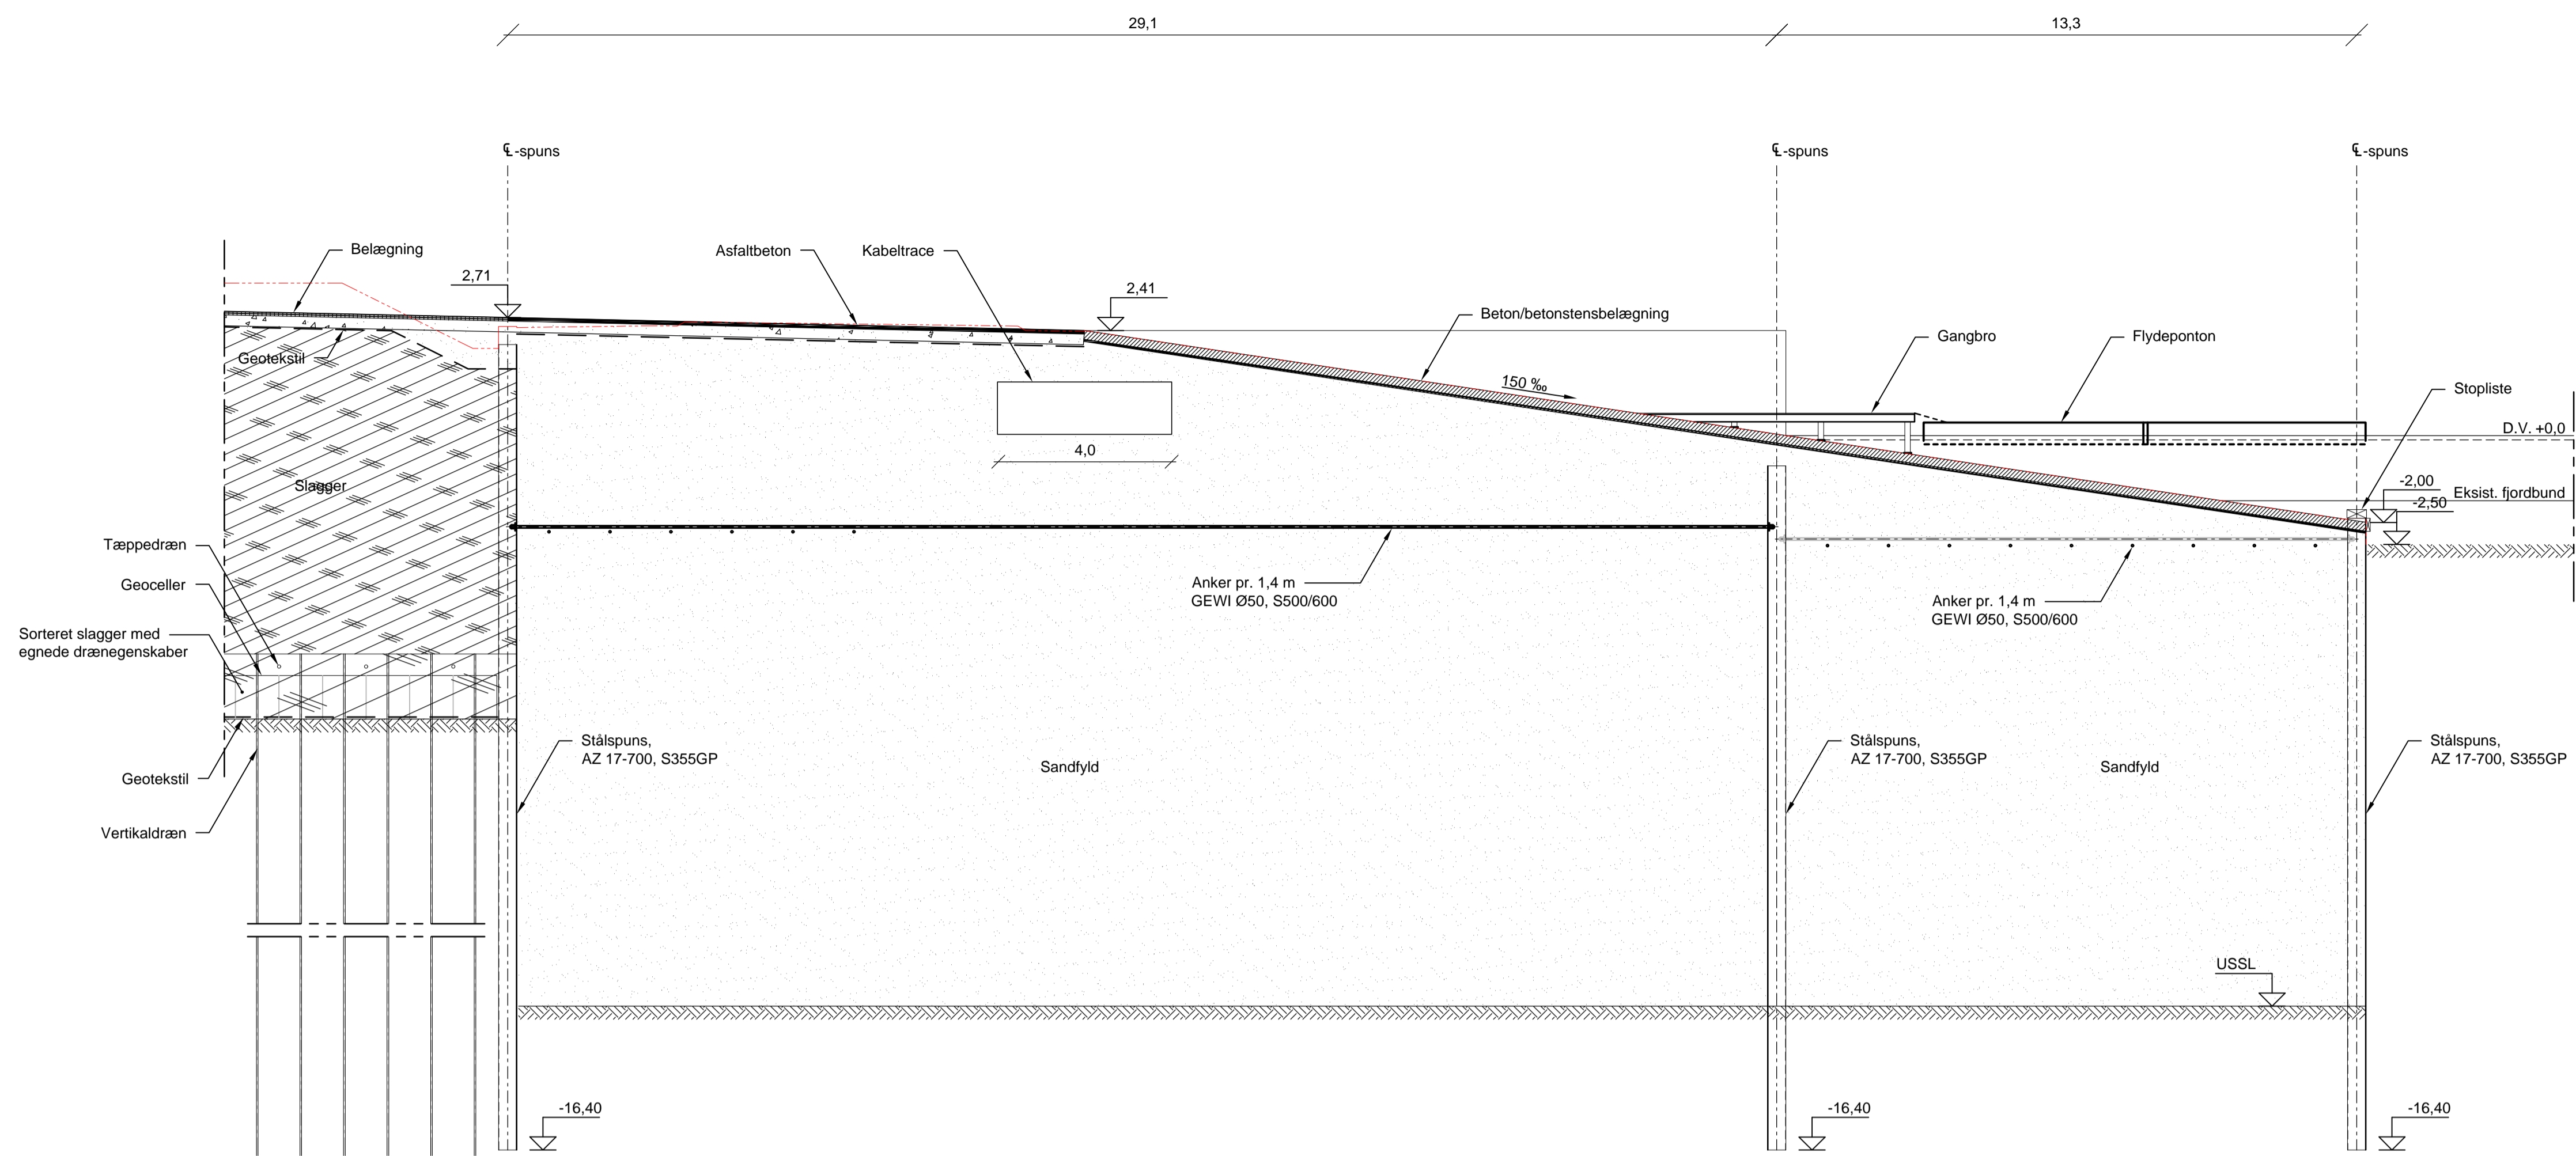 29,1
13,3
℄-spuns
℄-spuns
℄-spuns
Belægning
Asfaltbeton
Kabeltrace
2,71
2,41
Beton/betonstensbelægning
Gangbro
Flydeponton
Geotekstil
150 ‰
Stopliste
D.V. +0,0
4,0
Slagger
-2,00
Eksist. fjordbund
-2,50
Tæppedræn
Geoceller
Anker pr. 1,4 m
GEWI Ø50, S500/600
Anker pr. 1,4 m
GEWI Ø50, S500/600
Sorteret slagger med
egnede drænegenskaber
Stålspuns,
AZ 17-700, S355GP
Stålspuns,
AZ 17-700, S355GP
Stålspuns,
AZ 17-700, S355GP
Sandfyld
Sandfyld
Geotekstil
Vertikaldræn
USSL
-16,40
-16,40
-16,40